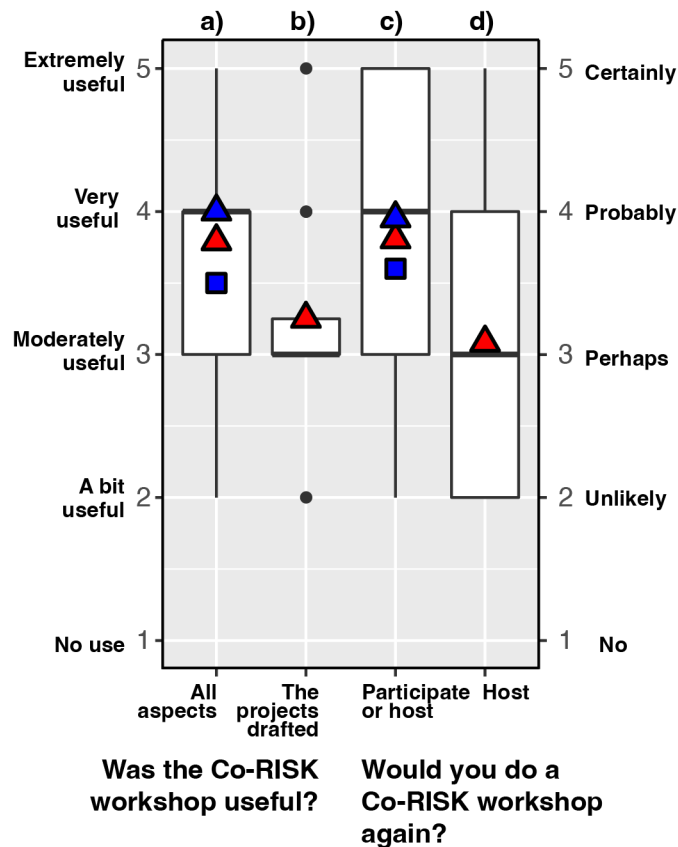 a) b) c) d)
Extremely
useful
5
5
Certainly
Very
useful
4
4
Probably
Moderately
useful
3
3
Perhaps
A bit
useful
2
2
Unlikely
No use
1
1
No
All
aspects
The
projects
drafted
Participate
or host
Host
Was the Co-RISK
workshop useful?
Would you do a
Co-RISK workshop
again?